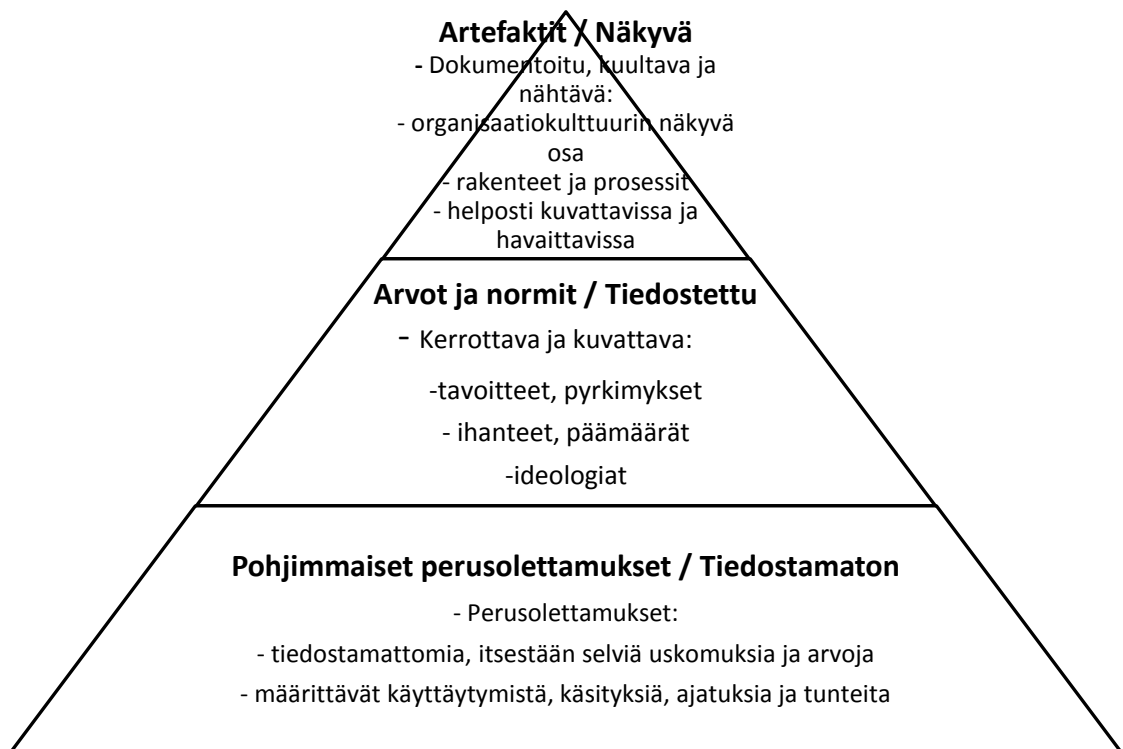 Artefaktit / Näkyvä
- Dokumentoitu, kuultava ja
nähtävä:
- organisaatiokulttuurin näkyvä
osa
- rakenteet ja prosessit
- helposti kuvattavissa ja
havaittavissa
Arvot ja normit / Tiedostettu
- Kerrottava ja kuvattava:
-tavoitteet, pyrkimykset
- ihanteet, päämäärät
-ideologiat
Pohjimmaiset perusolettamukset / Tiedostamaton
- Perusolettamukset:
- tiedostamattomia, itsestään selviä uskomuksia ja arvoja
- määrittävät käyttäytymistä, käsityksiä, ajatuksia ja tunteita